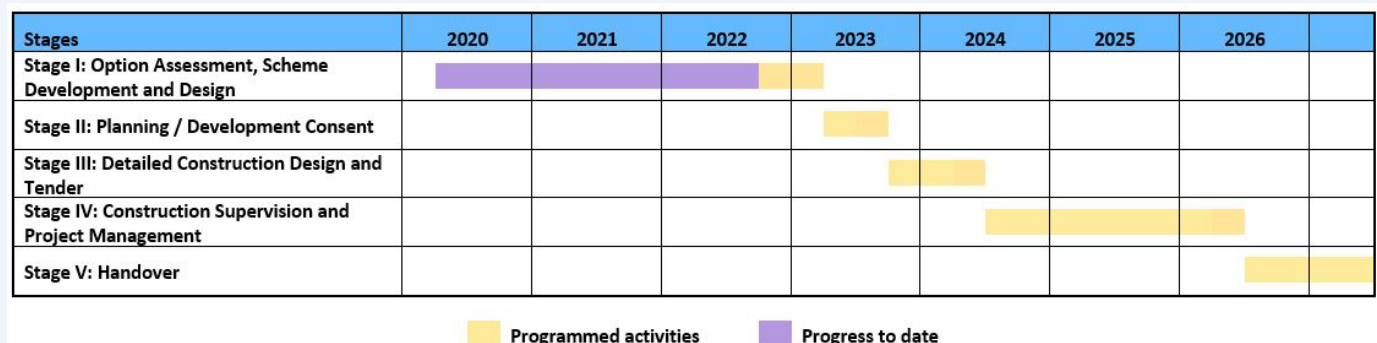 Stages 2020 2021 2022 2023 2024 2025 2026
Stage I: Option Assessment, Scheme
Development and Design
Stage II: Planning / Development Consent
Stage III: Detailed Construction Design and
Tender
Stage IV: Construction Supervision and
Project Management
Stage V: Handover
Programmed activities Progress to date